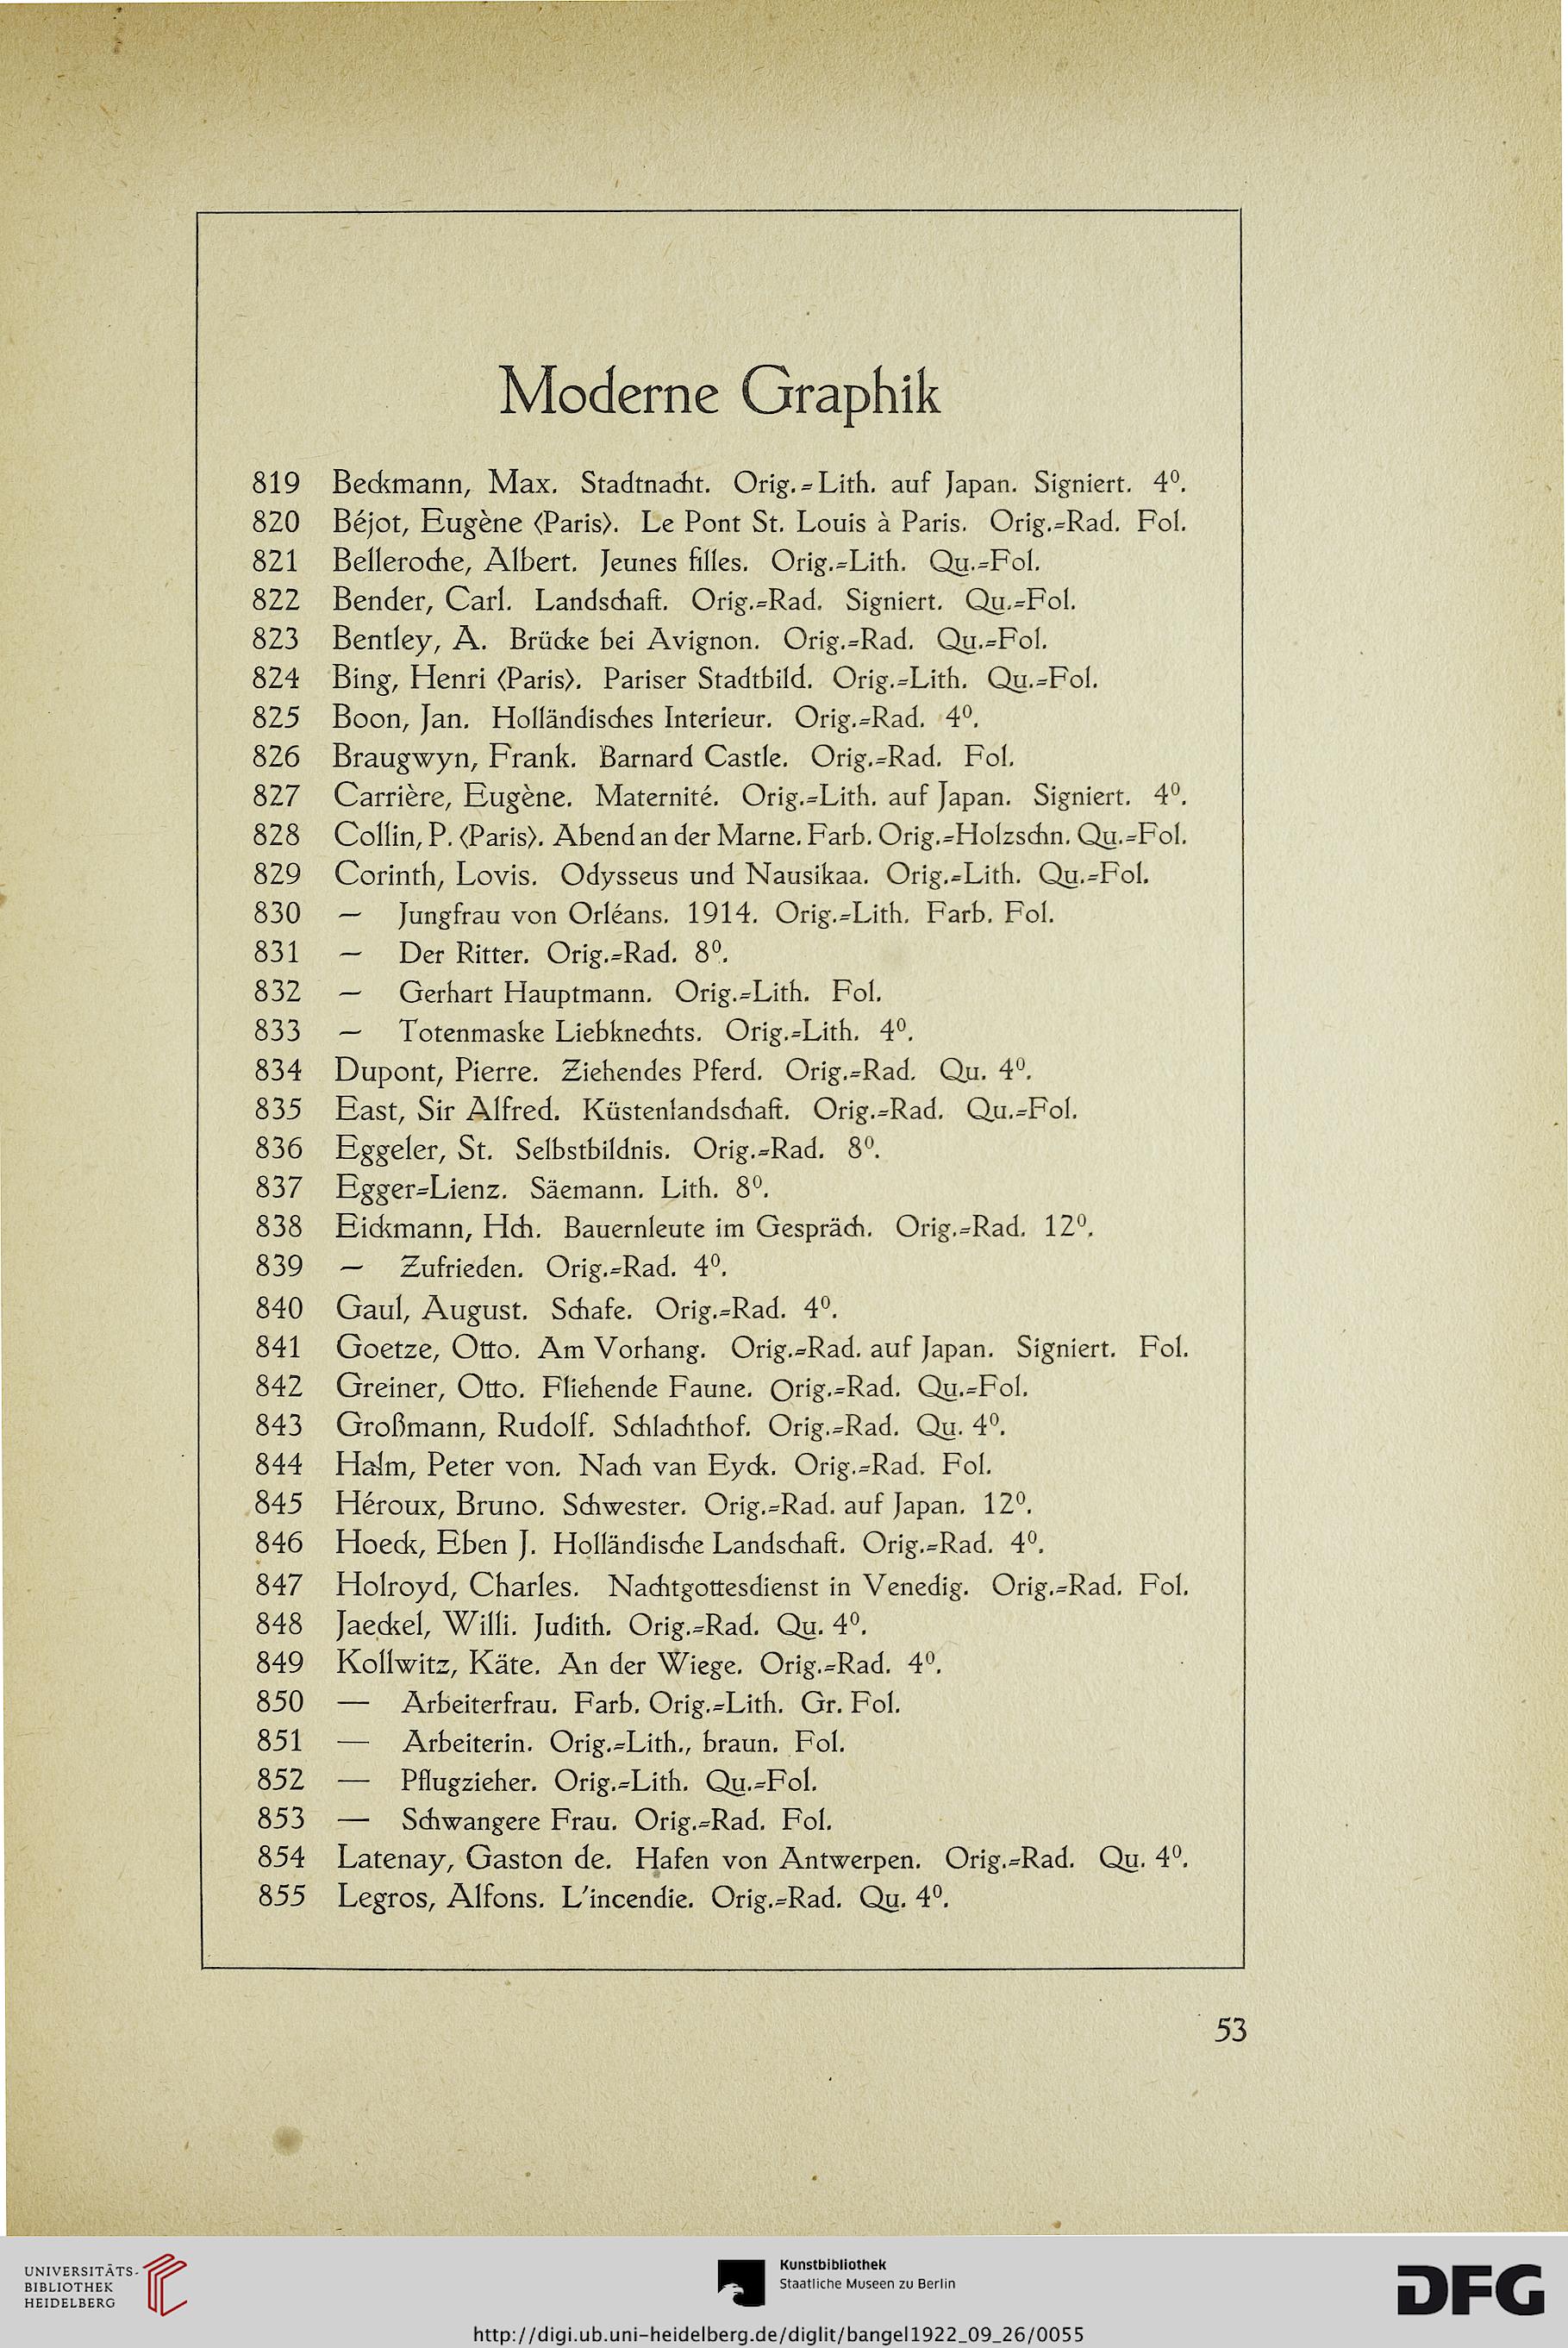 Moderne Graphik
819 Beckmann, Max. Stadtnacht. Orig.=Lith. auf Japan. Signiert. 4⁰.
820 Béjot, Eugène ‹Paris›. Le Pont St. Louis à Paris. Orig.=Rad. Fol.
821 Belleroche, Albert. Jeunes filles. Orig.=Lith. Qu.=Fol.
822 Bender, Carl. Landschaft. Orig.=Rad. Signiert. Qu.=Fol.
823 Bentley, A. Brücke bei Avignon. Orig.=Rad. Qu.=Fol.
824 Bing, Henri ‹Paris›. Pariser Stadtbild. Orig.=Lith. Qu.=Fol.
825 Boon, Jan. Holländisches Interieur. Orig.=Rad. 4⁰.
826 Braugwyn, Frank. Barnard Castle. Orig.=Rad. Fol.
827 Carrière, Eugène. Maternité. Orig.=Lith. auf Japan. Signiert. 4⁰.
828 Collin, P. ‹Paris›. Abend an der Marne. Farb. Orig.=Holzschn. Qu.=Fol.
829 Corinth, Lovis. Odysseus und Nausikaa. Orig.=Lith. Qu.=Fol.
830 — Jungfrau von Orléans. 1914. Orig.=Lith. Farb. Fol.
831 — Der Ritter. Orig.=Rad. 8⁰.
832 — Gerhart Hauptmann. Orig.=Lith. Fol.
833 — Totenmaske Liebknechts. Orig.=Lith. 4⁰.
834 Dupont, Pierre. Ziehendes Pferd. Orig.=Rad. Qu. 4⁰.
835 East, Sir Alfred. Küstenlandschaft. Orig.=Rad. Qu.=Fol.
836 Eggeler, St. Selbstbildnis. Orig.=Rad. 8⁰.
837 Egger=Lienz. Säemann. Lith. 8⁰.
838 Eickmann, Hch. Bauernleute im Gespräch. Orig.=Rad. 12⁰.
839 — Zufrieden. Orig.=Rad. 4⁰.
840 Gaul, August. Schafe. Orig.=Rad. 4⁰.
841 Goetze, Otto. Am Vorhang. Orig.=Rad. auf Japan. Signiert. Fol.
842 Greiner, Otto. Fliehende Faune. Orig.=Rad. Qu.=Fol.
843 Großmann, Rudolf. Schlachthof. Orig.=Rad. Qu. 4⁰.
844 Halm, Peter von. Nach van Eyck. Orig.=Rad. Fol.
845 Héroux, Bruno. Schwester. Orig.=Rad. auf Japan. 12⁰.
846 Hoeck, Eben J. Holländische Landschaft. Orig.=Rad. 4⁰.
847 Holroyd, Charles. Nachtgottesdienst in Venedig. Orig.=Rad. Fol.
848 Jaeckel, Willi. Judith. Orig.=Rad. Qu. 4⁰.
849 Kollwitz, Käte. An der Wiege. Orig.=Rad. 4⁰.
850 — Arbeiterfrau. Farb. Orig.=Lith. Gr. Fol.
851 — Arbeiterin. Orig.=Lith., braun. Fol.
852 — Pflugzieher. Orig.=Lith. Qu.=Fol.
853 — Schwangere Frau. Orig.=Rad. Fol.
854 Latenay, Gaston de. Hafen von Antwerpen. Orig.=Rad. Qu. 4⁰.
855 Legros, Alfons. L'incendie. Orig.=Rad. Qu. 4⁰.
53
UNIVERSITÄTS-
BIBLIOTHEK
HEIDELBERG
Kunstbibliothek
Staatliche Museen zu Berlin
DFG
http://digi.ub.uni-heidelberg.de/diglit/bangel1922_09_26/0055